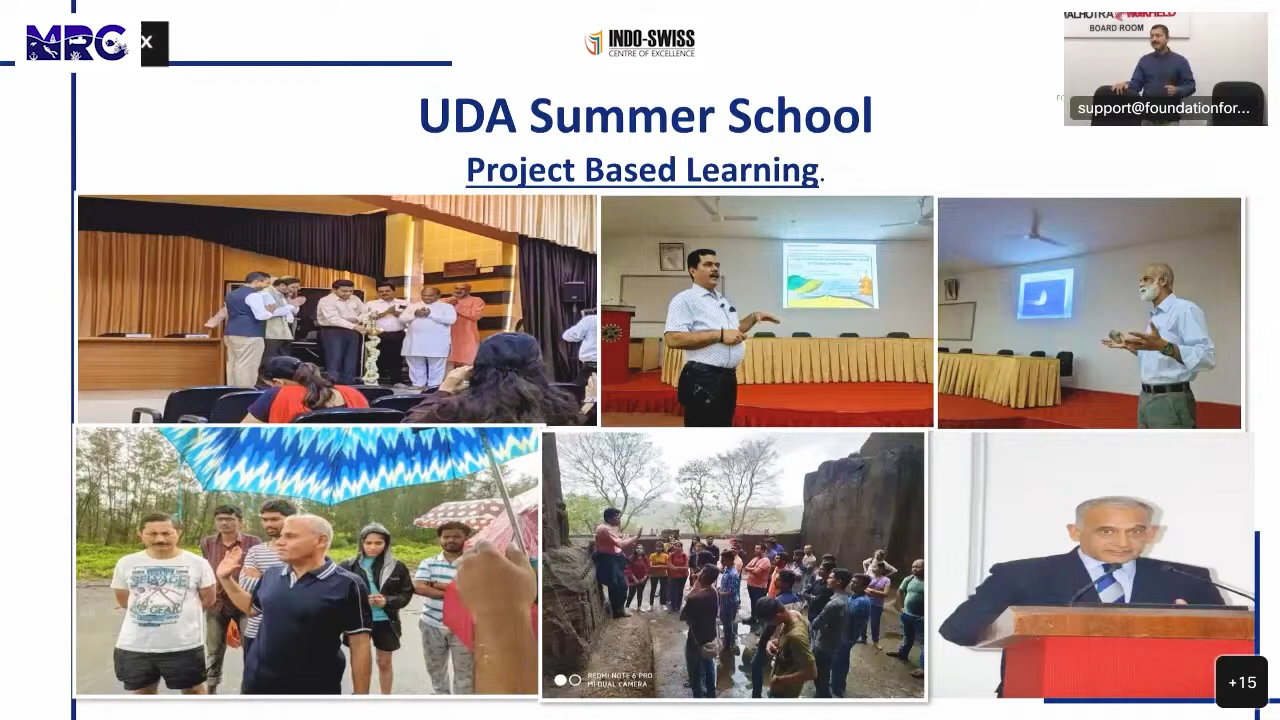 MRC
X
INDO-SWISS
CENTRE OF EXCELLENCE
BOARD ROOM
support@foundationfor...
UDA Summer School
Project Based Learning.
REDMI NOTE 6 PRO
MI DUAL CAMERA
+15